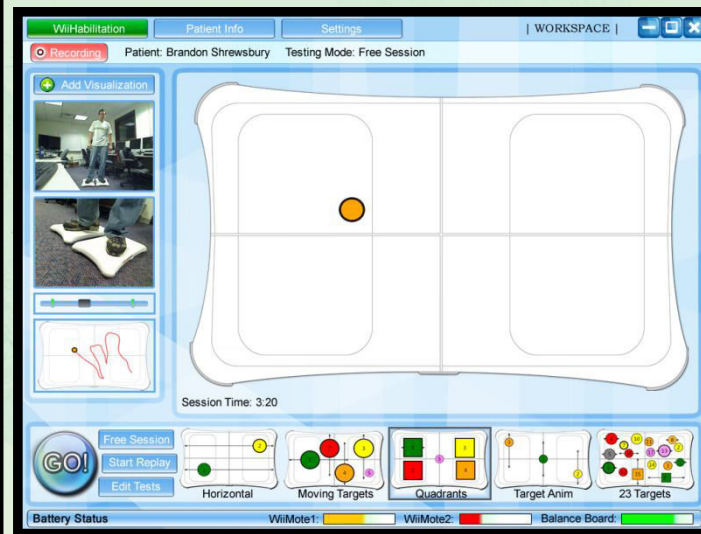 WiiHabilitation Patient Info Settings | WORKSPACE |
Recording Patient: Brandon Shrewsbury Testing Mode: Free Session
Add Visualization
Session Time: 3:20
GO!
Free Session
Start Replay
Edit Tests
Horizontal Moving Targets Quadrants Target Anim 23 Targets
Battery Status WiiMote1: WiiMote2: Balance Board: